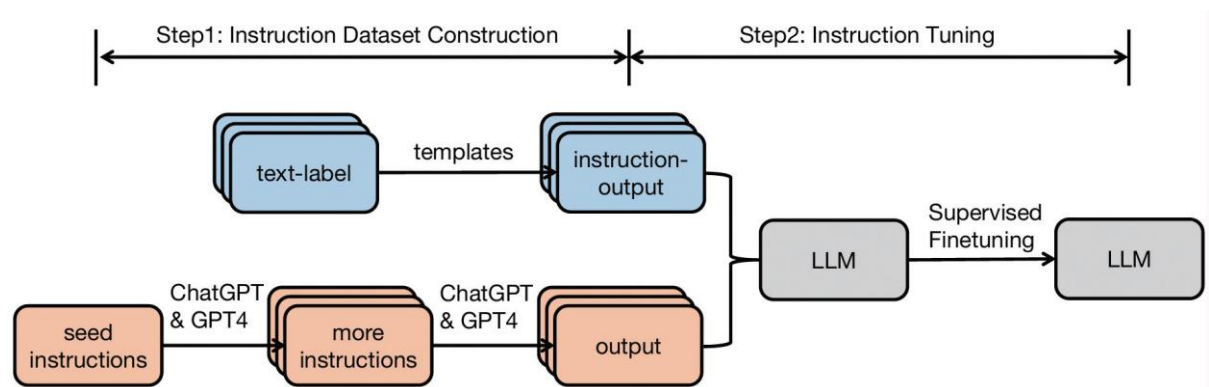 Step1: Instruction Dataset Construction
Step2: Instruction Tuning
text-label
templates
instruction-
output
LLM
Supervised
Finetuning
LLM
seed
instructions
ChatGPT
& GPT4
more
instructions
ChatGPT
& GPT4
output